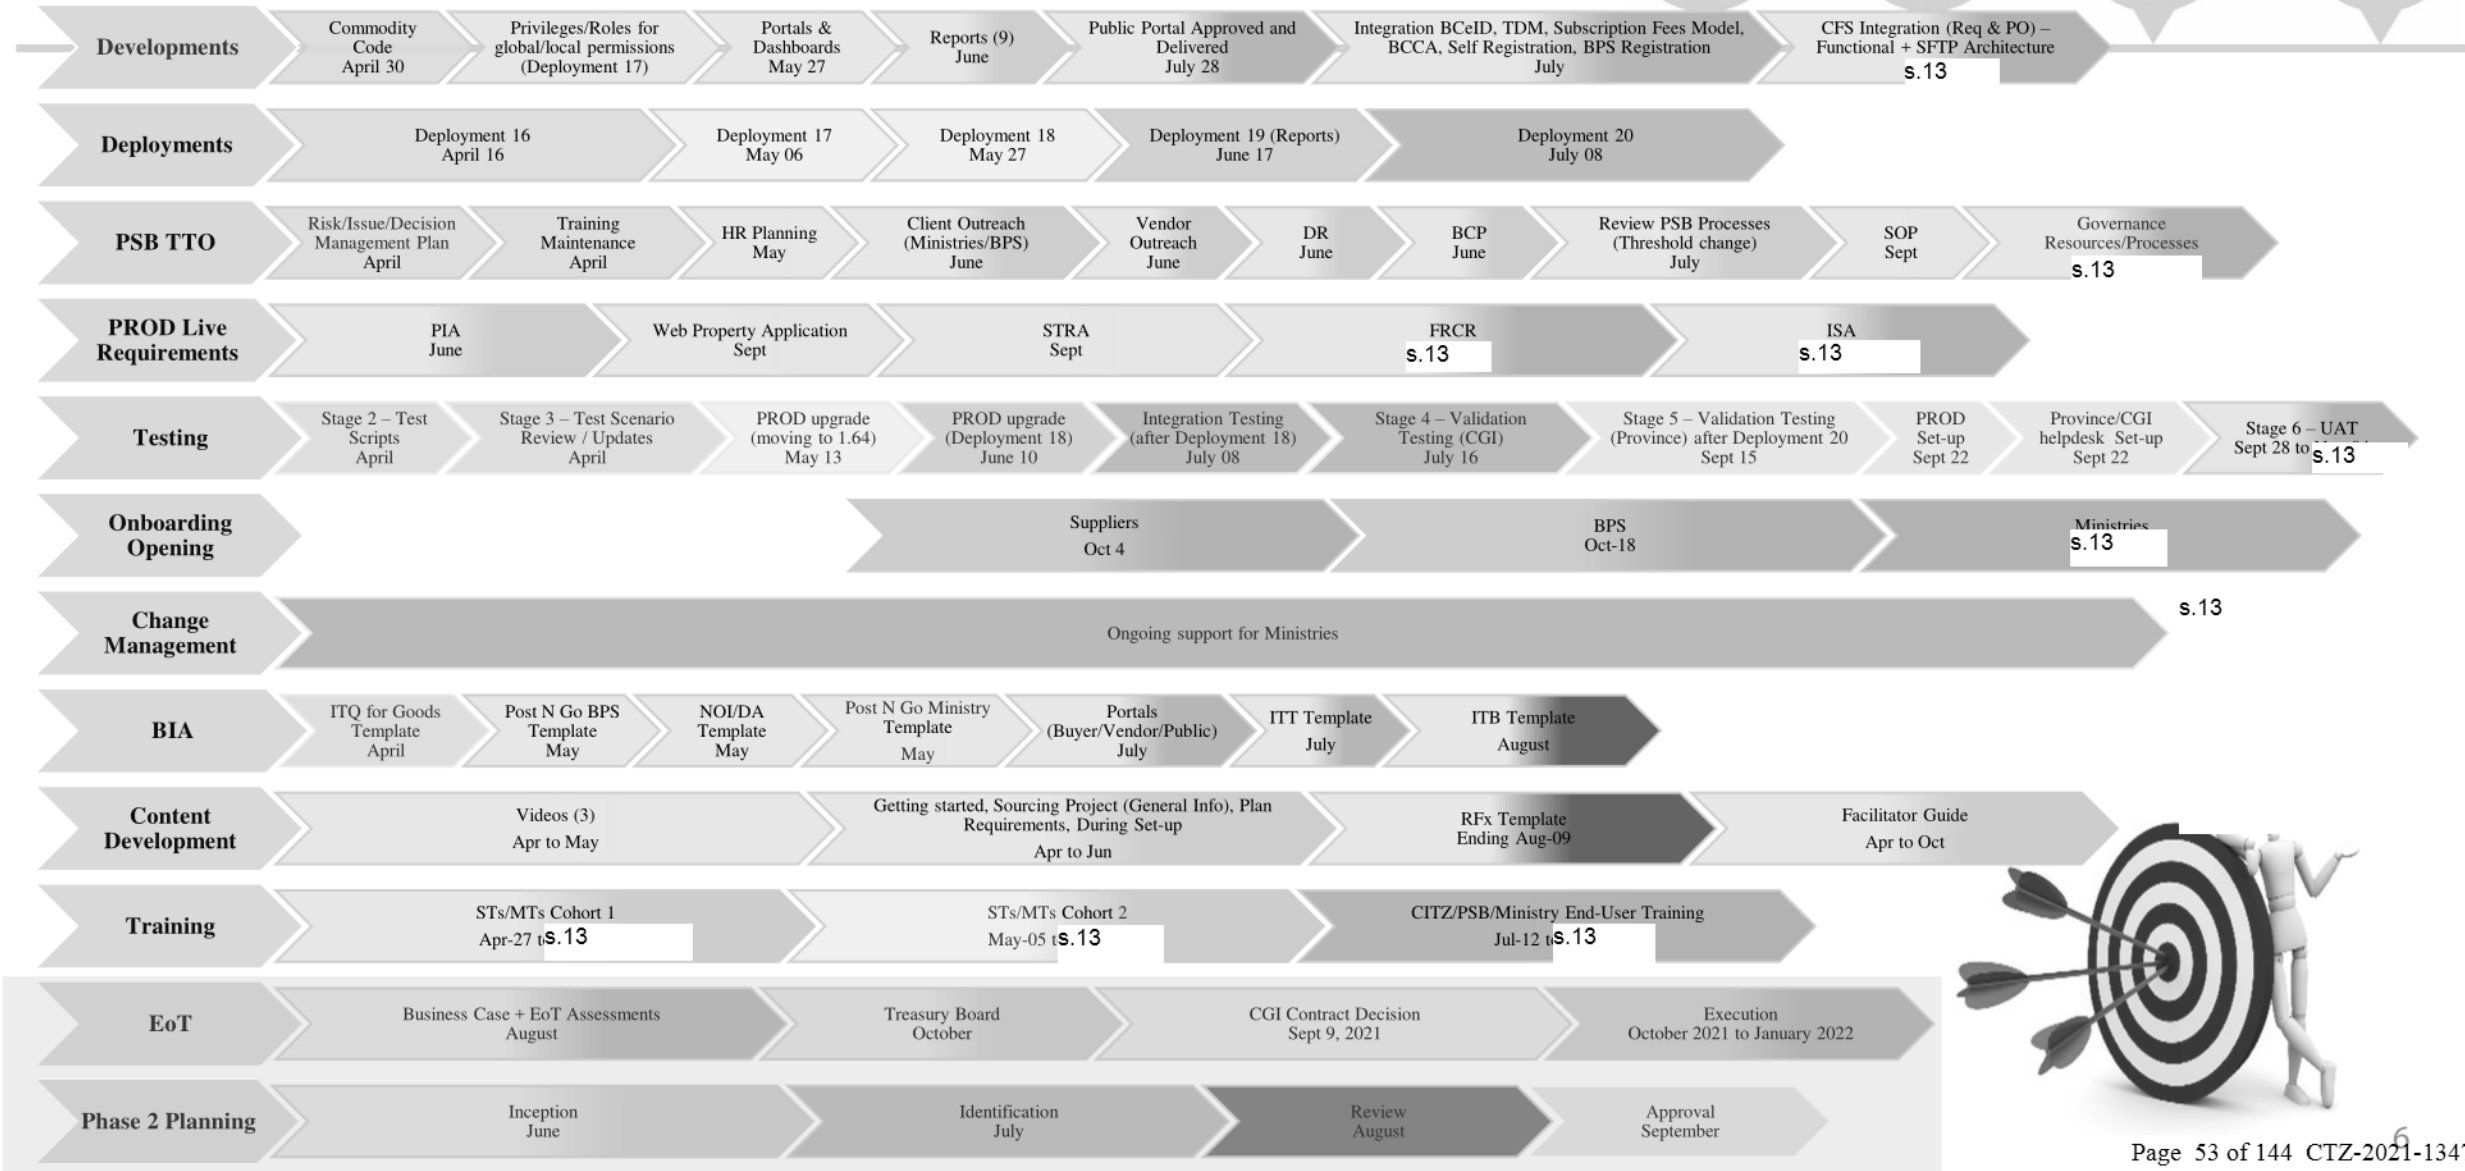 Developments
Commodity
Code
April 30
Privileges/Roles for
global/local permissions
(Deployment 17)
Portals &
Dashboards
May 27
Reports (9)
June
Public Portal Approved and
Delivered
July 28
Integration BCeID, TDM, Subscription Fees Model,
BCCA, Self Registration, BPS Registration
July
CFS Integration (Req & PO) –
Functional + SFTP Architecture
s.13
Deployments
Deployment 16
April 16
Deployment 17
May 06
Deployment 18
May 27
Deployment 19 (Reports)
June 17
Deployment 20
July 08
PSB TTO
Risk/Issue/Decision
Management Plan
April
Training
Maintenance
April
HR Planning
May
Client Outreach
(Ministries/BPS)
June
Vendor
Outreach
June
DR
June
BCP
June
Review PSB Processes
(Threshold change)
July
SOP
Sept
Governance
Resources/Processes
s.13
PROD Live
Requirements
PIA
June
Web Property Application
Sept
STRA
Sept
FRCR
s.13
ISA
s.13
Testing
Stage 2 – Test
Scripts
April
Stage 3 – Test Scenario
Review / Updates
April
PROD upgrade
(moving to 1.64)
May 13
PROD upgrade
(Deployment 18)
June 10
Integration Testing
(after Deployment 18)
July 08
Stage 4 – Validation
Testing (CGI)
July 16
Stage 5 – Validation Testing
(Province) after Deployment 20
Sept 15
PROD
Set-up
Sept 22
Province/CGI
helpdesk Set-up
Sept 22
Stage 6 – UAT
Sept 28 to s.13
Onboarding
Opening
Suppliers
Oct 4
BPS
Oct-18
Ministries
s.13
Change
Management
Ongoing support for Ministries
s.13
BIA
ITQ for Goods
Template
April
Post N Go BPS
Template
May
NOI/DA
Template
May
Post N Go Ministry
Template
May
Portals
(Buyer/Vendor/Public)
July
ITT Template
July
ITB Template
August
Content
Development
Videos (3)
Apr to May
Getting started, Sourcing Project (General Info), Plan
Requirements, During Set-up
Apr to Jun
RFx Template
Ending Aug-09
Facilitator Guide
Apr to Oct
Training
STs/MTs Cohort 1
Apr-27 t s.13
STs/MTs Cohort 2
May-05 t s.13
CITZ/PSB/Ministry End-User Training
Jul-12 t s.13
EoT
Business Case + EoT Assessments
August
Treasury Board
October
CGI Contract Decision
Sept 9, 2021
Execution
October 2021 to January 2022
Phase 2 Planning
Inception
June
Identification
July
Review
August
Approval
September
6
Page 53 of 144 CTZ-2021-1347